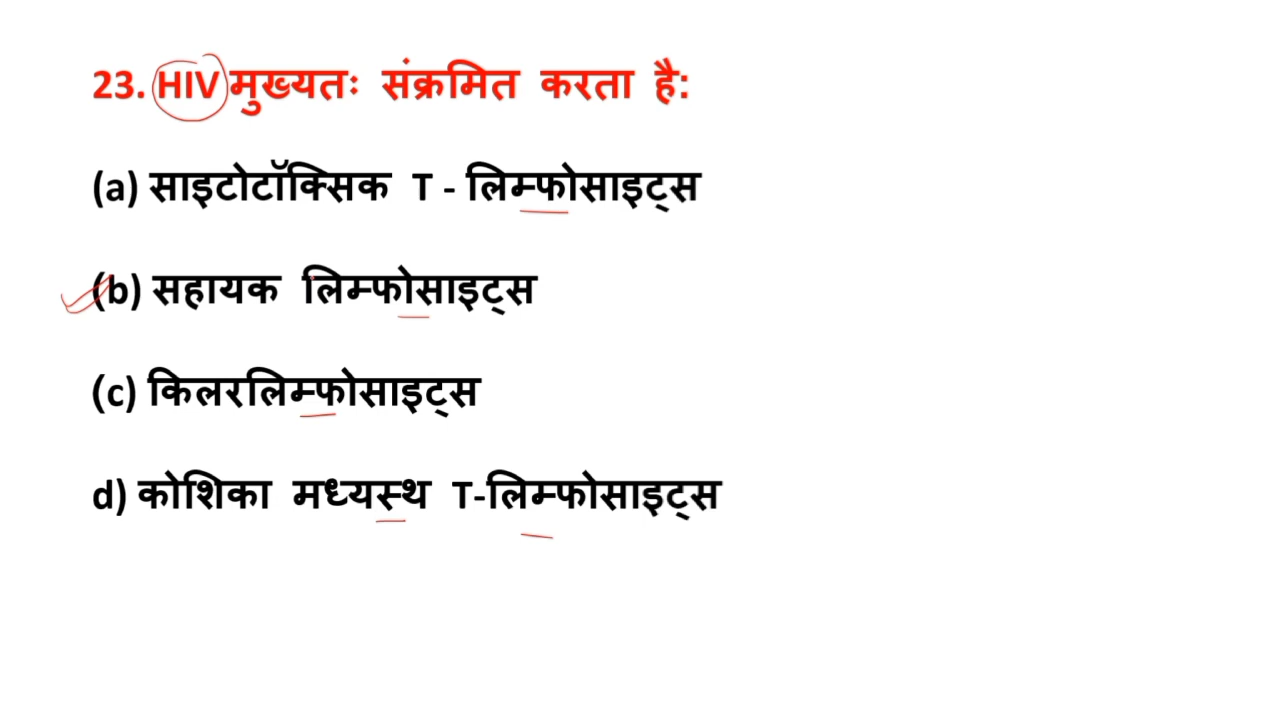 23. HIV मुख्यतः संक्रमित करता है:
(a) साइटोटॉक्सिक T - लिम्फोसाइट्स
(b) सहायक लिम्फोसाइट्स
(c) किलरलिम्फोसाइट्स
d) कोशिका मध्यस्थ T-लिम्फोसाइट्स